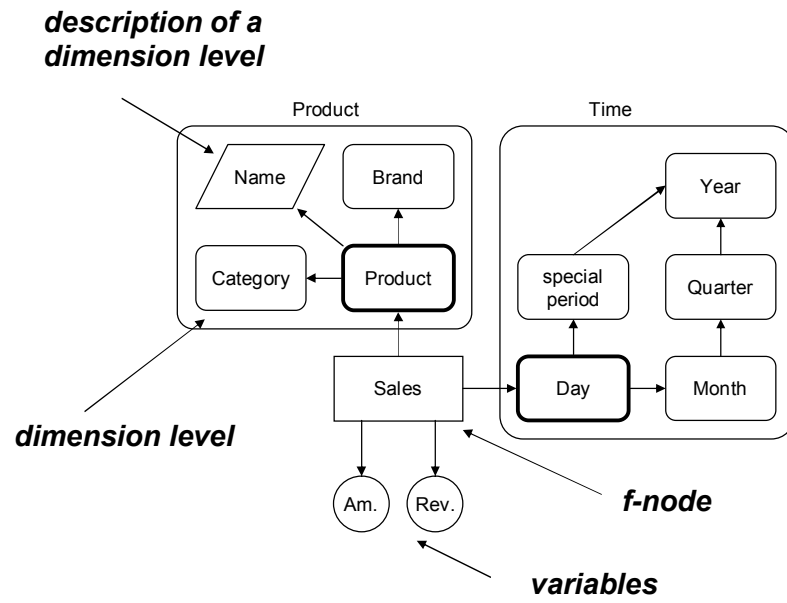 description of a
dimension level
Product
Time
Name
Brand
Year
Category
Product
special
period
Quarter
Sales
Day
Month
dimension level
Am.
Rev.
f-node
variables